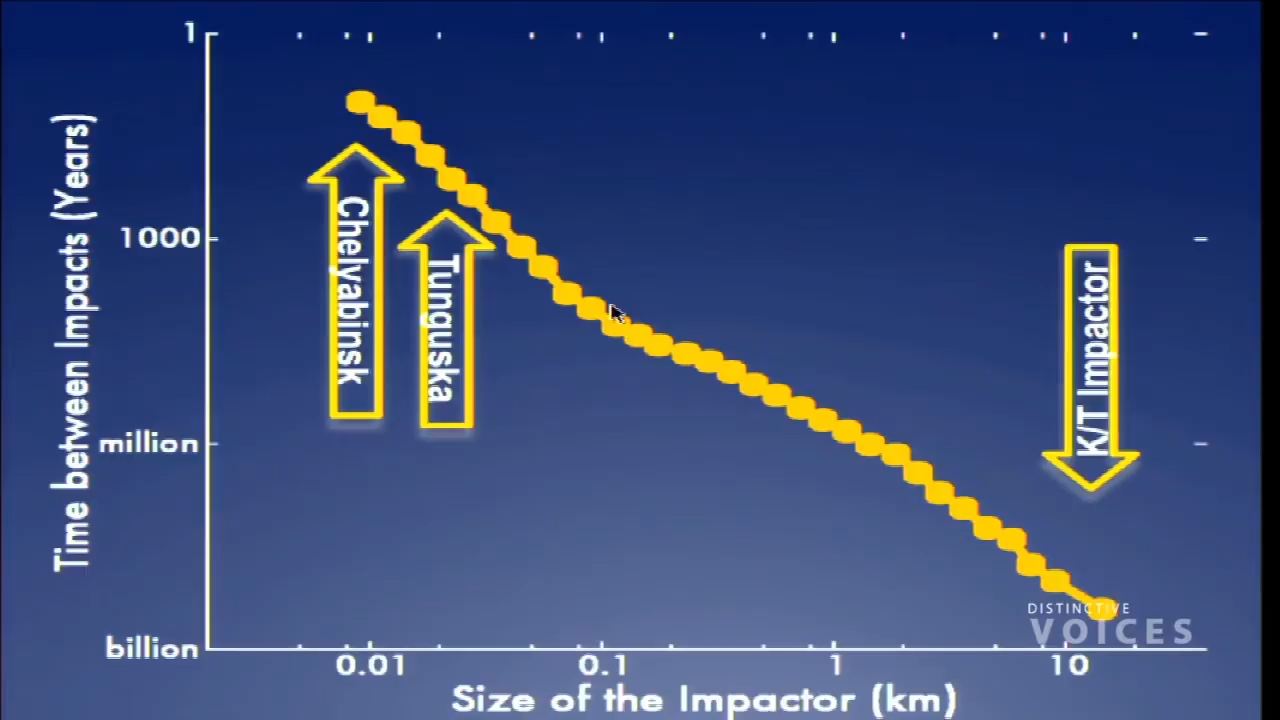 1
1000
million
billion
Time between Impacts (Years)
Chelyabinsk
Tunguska
K/T Impactor
DISTINCTIVE
VOICES
0.01 0.1 1 10
Size of the Impactor (km)